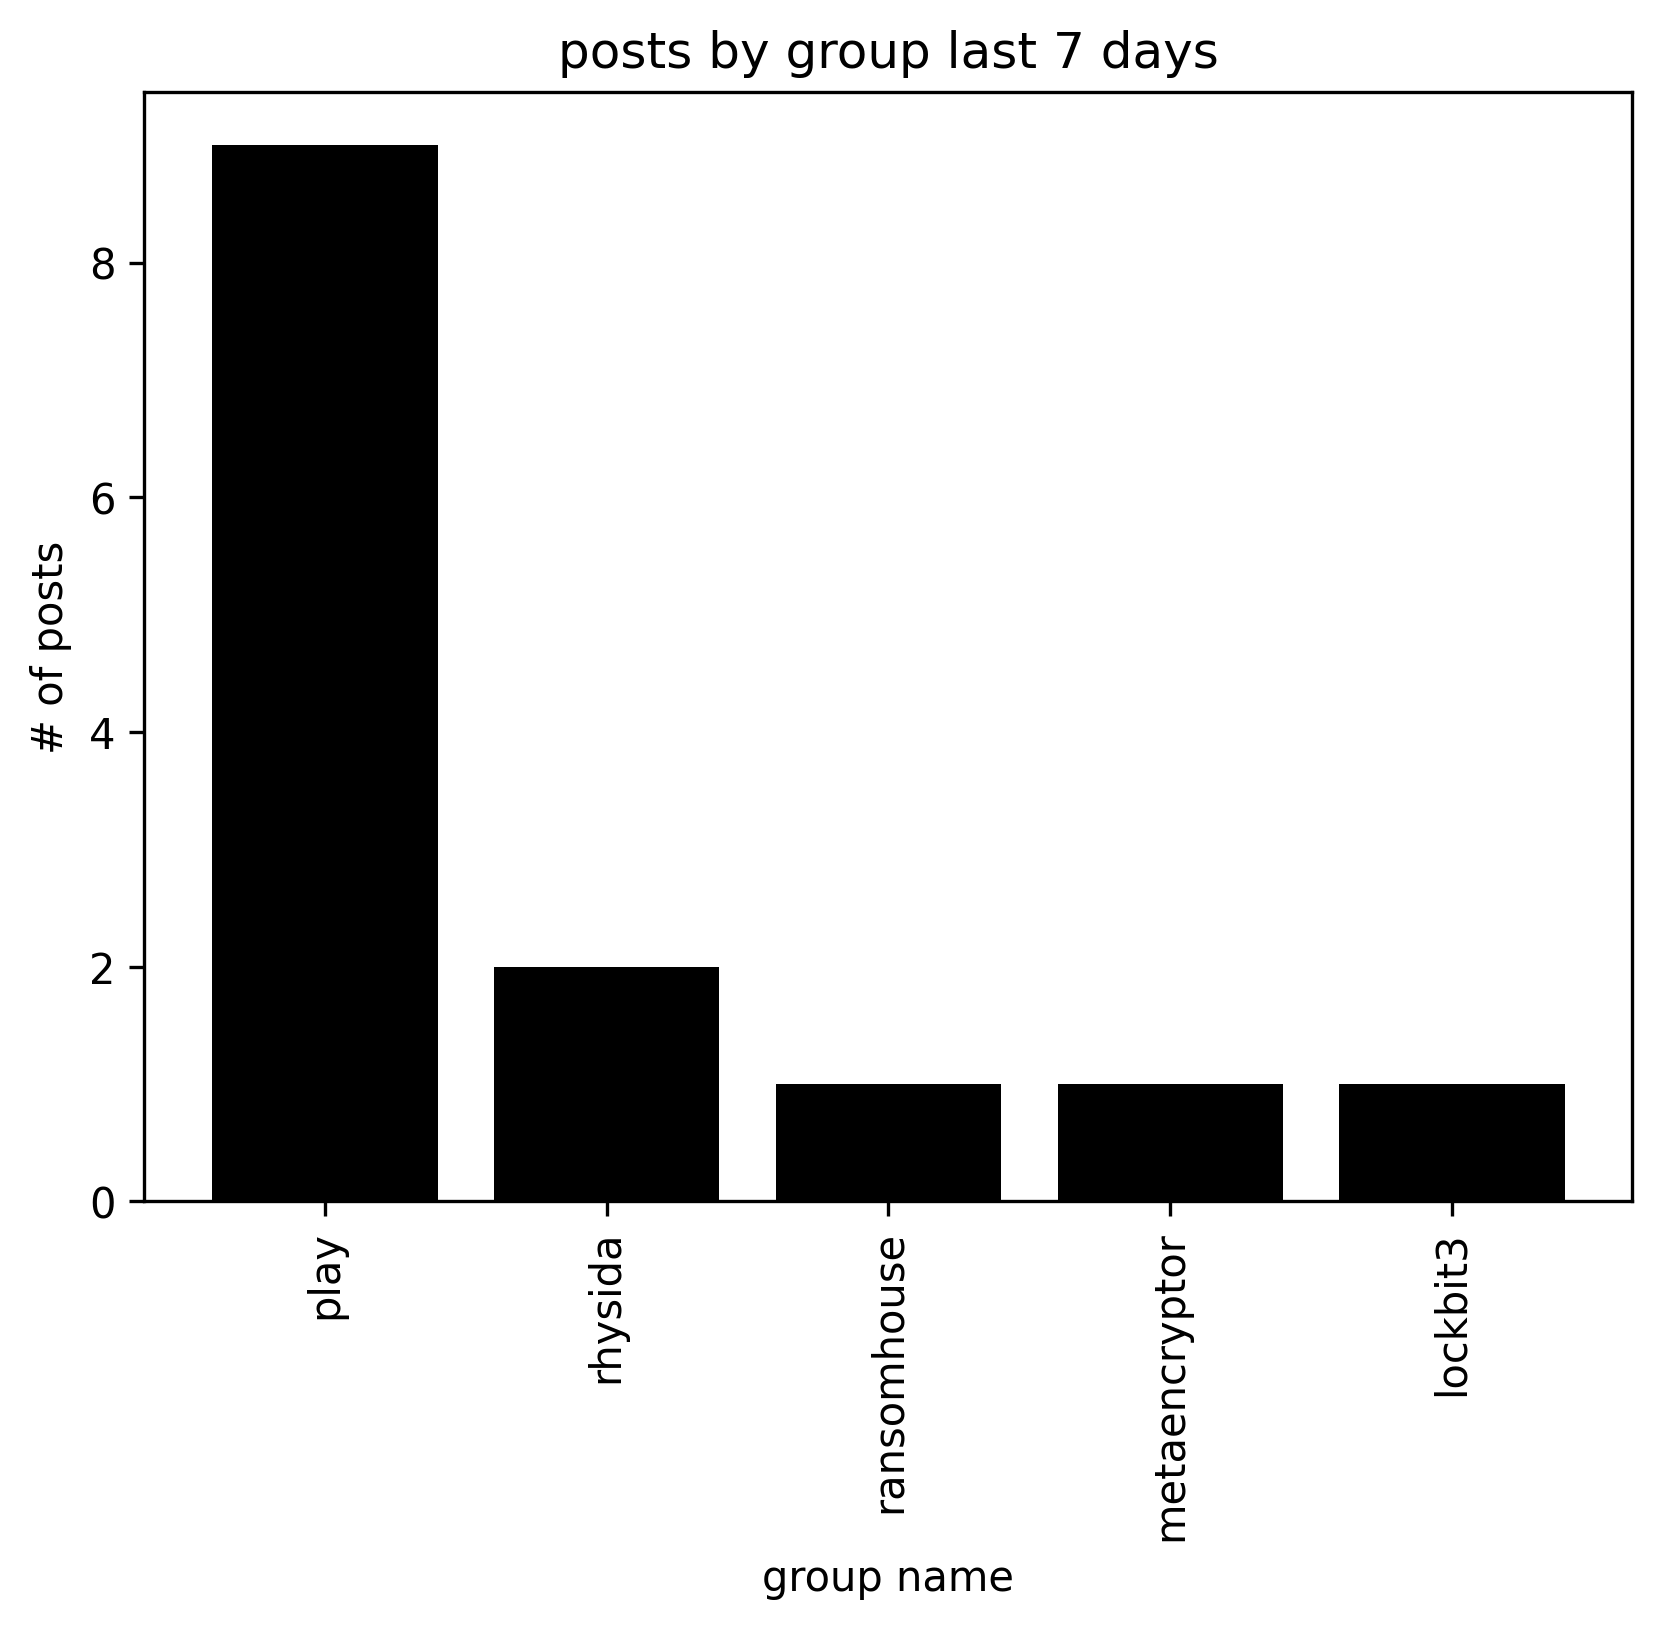 posts by group last 7 days
# of posts
8
6
4
2
0
play
rhysida
ransomhouse
metaencryptor
lockbit3
group name